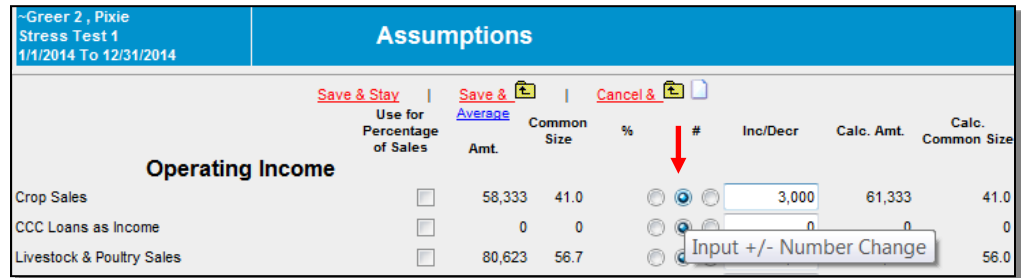 ~Greer 2 , Pixie
Stress Test 1
1/1/2014 To 12/31/2014
Assumptions
Save & Stay | Save & | Cancel &
Use for Percentage of Sales Average Amt. Common Size % # Inc/Decr Calc. Amt. Calc. Common Size
Operating Income
Crop Sales 58,333 41.0 3,000 61,333 41.0
CCC Loans as Income 0 0 0 0 0
Input +/- Number Change
Livestock & Poultry Sales 80,623 56.7 56.0